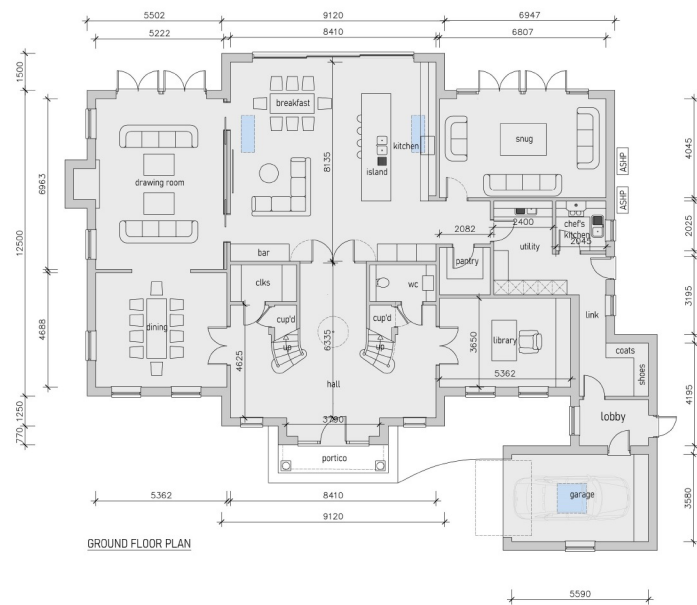 5502 9120 6947
5222 8410 6807
1500
12500
1250
770
6963
4688
4045
2025
3195
4195
3580
breakfast
kitchen
island
8135
snug
drawing room
ASHP
ASHP
2082
2400
chef's
kitchen
2045
utility
bar
pantry
clks
wc
cup'd
cup'd
up
up
6335
4625
dining
hall
3650
library
5362
link
coats
shoes
3790
lobby
portico
garage
5362 8410
9120
GROUND FLOOR PLAN
5590